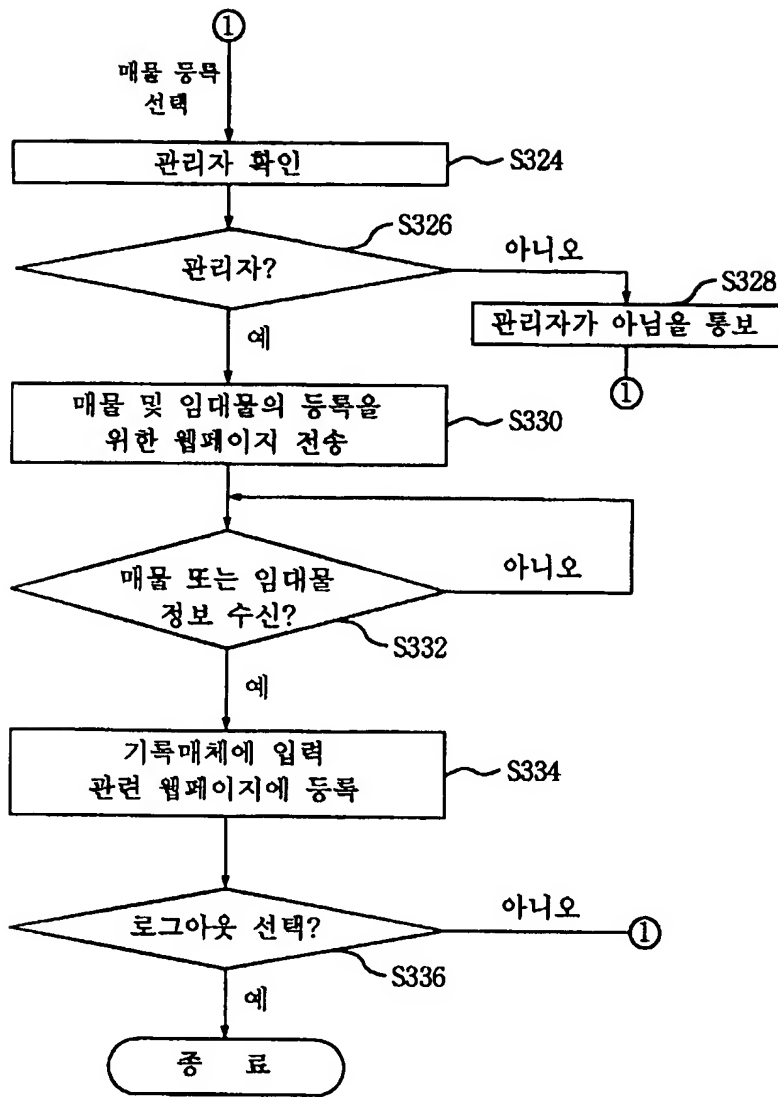 ①
매물 등록
선택
관리자 확인
S324
관리자?
S326
아니오
S328
관리자가 아님을 통보
①
예
매물 및 임대물의 등록을
위한 웹페이지 전송
S330
매물 또는 임대물
정보 수신?
아니오
S332
예
기록매체에 입력
관련 웹페이지에 등록
S334
로그아웃 선택?
아니오
①
S336
예
종 료